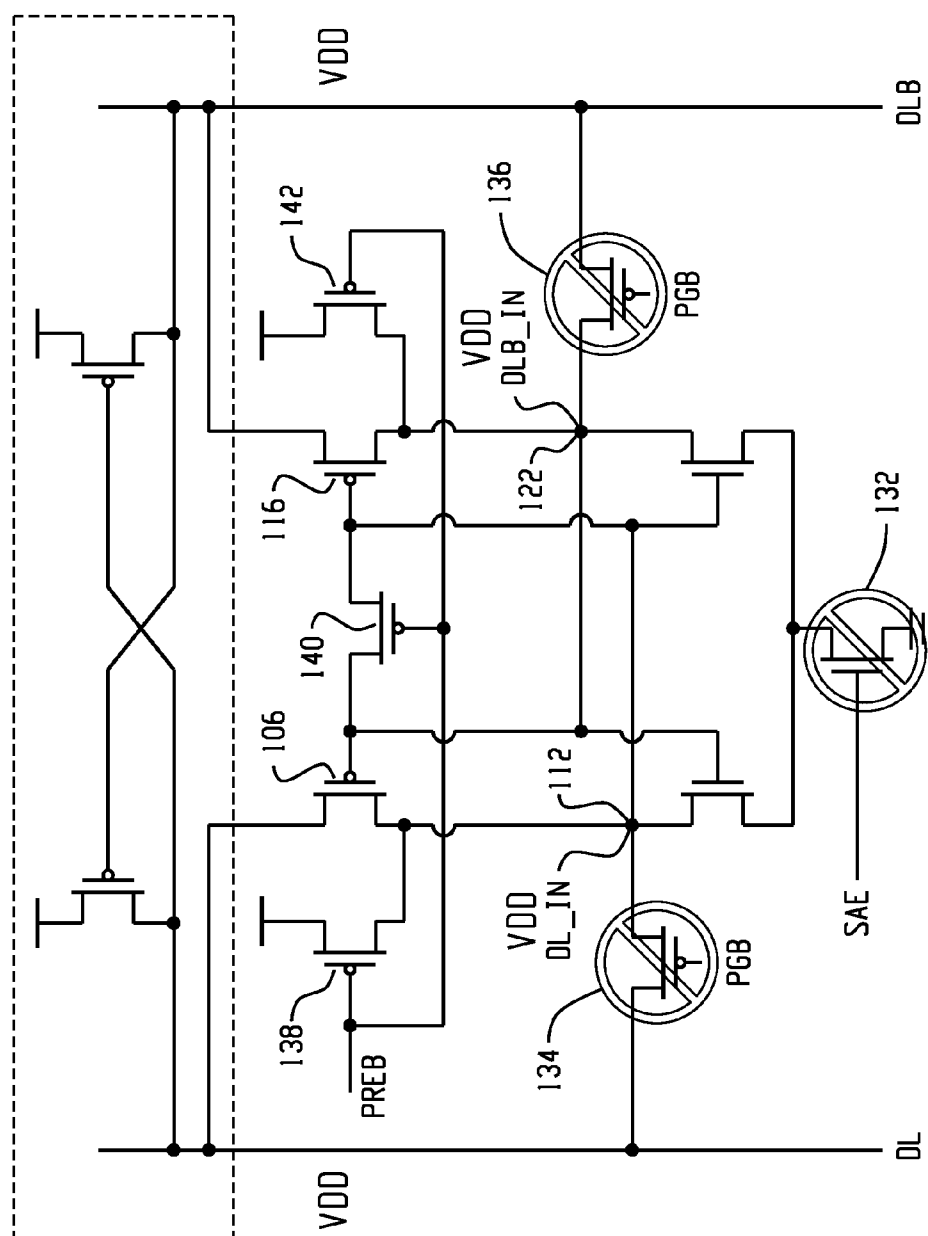 VDD
VDD
142
136
116
VDD
DLB_IN
PGB
122
DLB
140
132
106
112
VDD
DL_IN
SAE
138
PREB
134
PGB
DL